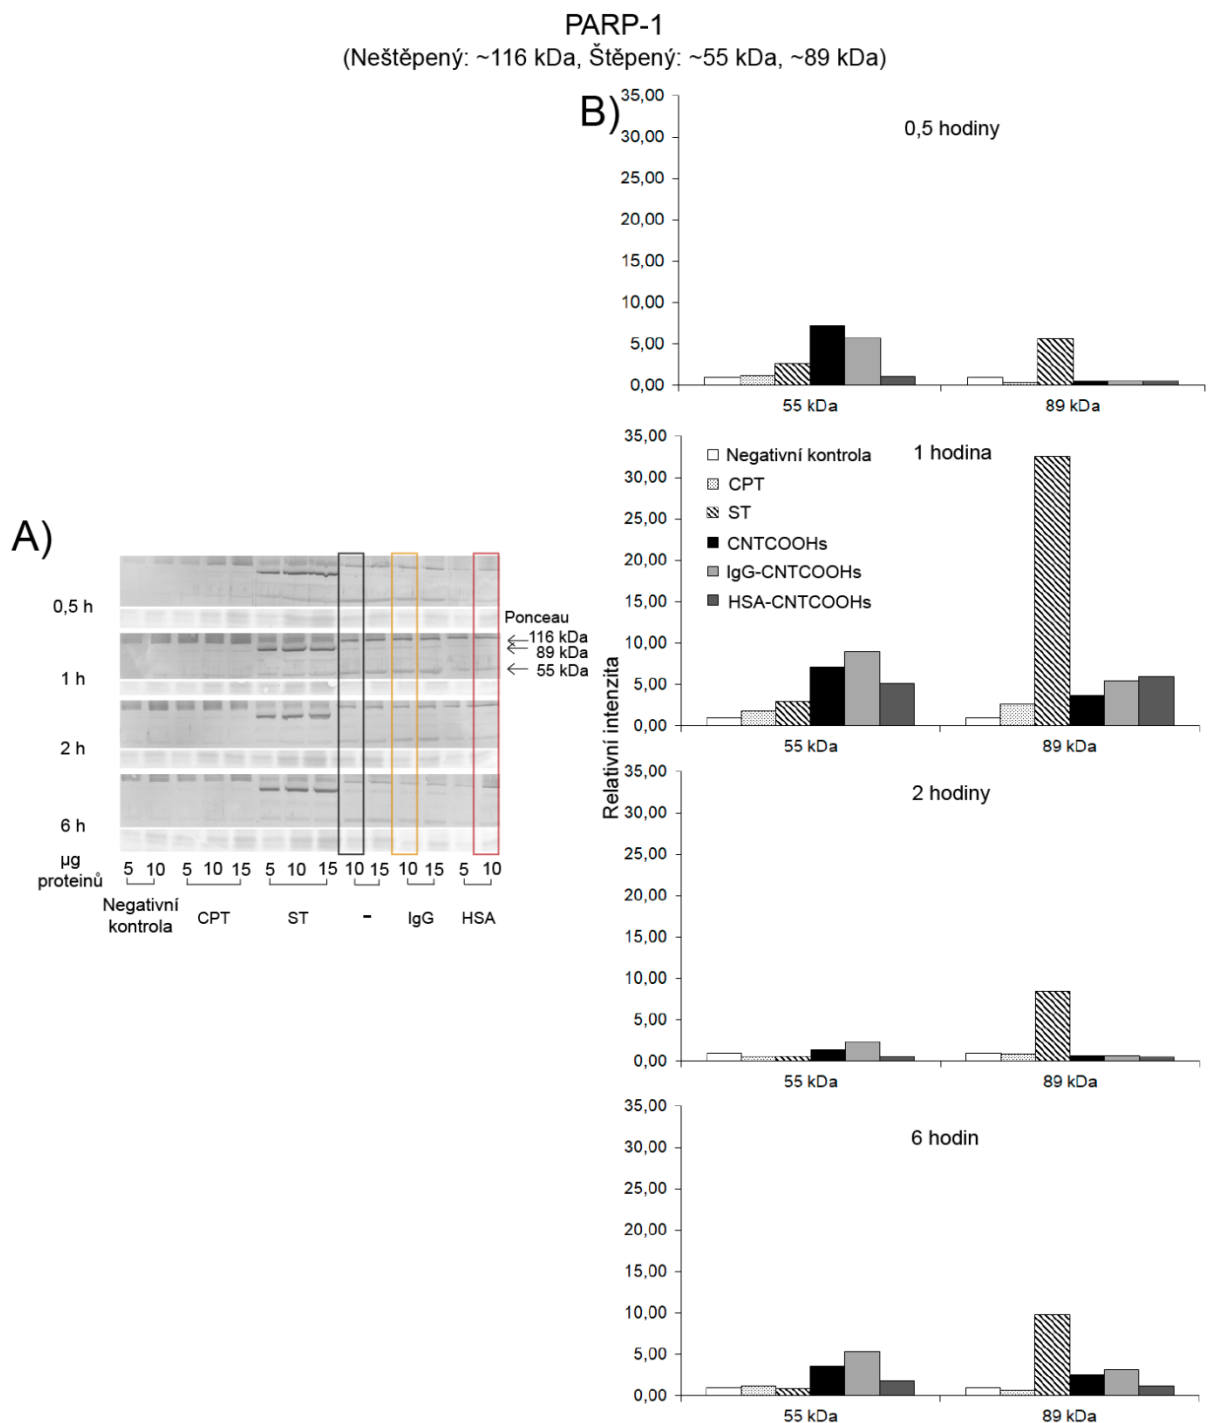 PARP-1
(Neštěpený: ~116 kDa, Štěpený: ~55 kDa, ~89 kDa)
A)
0,5 h
1 h
2 h
6 h
Ponceau
116 kDa
89 kDa
55 kDa
µg
proteinů
5 10 5 10 15 5 10 15 10 15 10 15 5 10
Negativní
kontrola
CPT ST - IgG HSA
B)
0,5 hodiny
35,00
30,00
25,00
20,00
15,00
10,00
5,00
0,00
55 kDa 89 kDa
Relativní intenzita
1 hodina
35,00
30,00
25,00
20,00
15,00
10,00
5,00
0,00
Negativní kontrola
CPT
ST
CNTCOOHs
IgG-CNTCOOHs
HSA-CNTCOOHs
55 kDa 89 kDa
2 hodiny
35,00
30,00
25,00
20,00
15,00
10,00
5,00
0,00
55 kDa 89 kDa
6 hodin
35,00
30,00
25,00
20,00
15,00
10,00
5,00
0,00
55 kDa 89 kDa